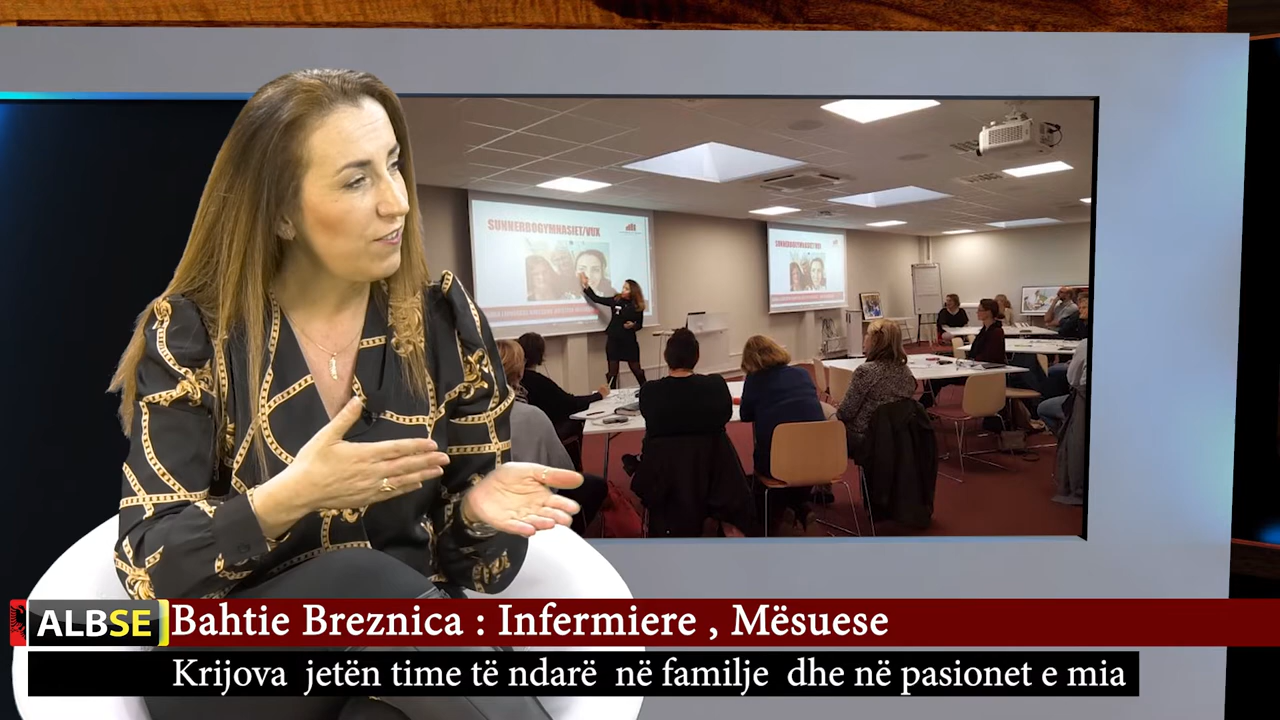 SUNNERBOGYMNASIET/VUX
SUNNERBOGYMNASIET/VUX
ALBSE
Bahtie Breznica : Infermiere , Mësuese
Krijova jetën time të ndarë në familje dhe në pasionet e mia